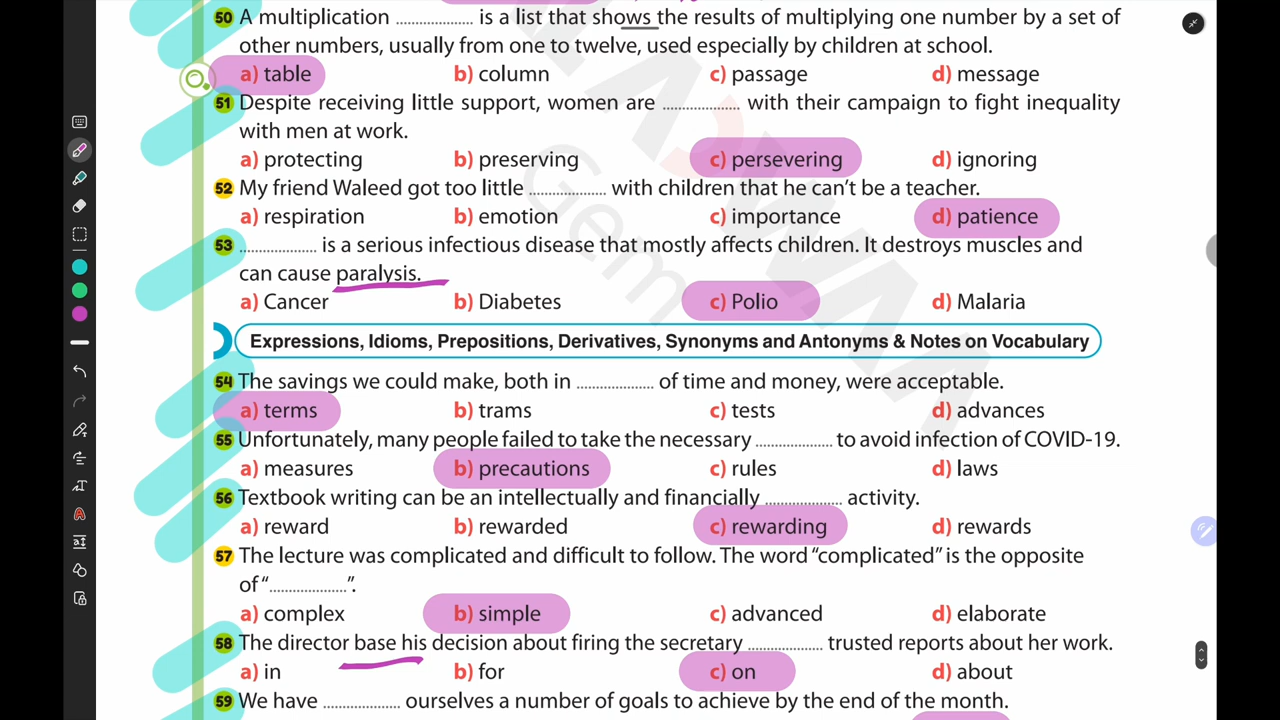 50 A multiplication .................. is a list that shows the results of multiplying one number by a set of
other numbers, usually from one to twelve, used especially by children at school.
a) table b) column c) passage d) message
51 Despite receiving little support, women are .................. with their campaign to fight inequality
with men at work.
a) protecting b) preserving c) persevering d) ignoring
52 My friend Waleed got too little .................. with children that he can't be a teacher.
a) respiration b) emotion c) importance d) patience
53 .................. is a serious infectious disease that mostly affects children. It destroys muscles and
can cause paralysis.
a) Cancer b) Diabetes c) Polio d) Malaria
Expressions, Idioms, Prepositions, Derivatives, Synonyms and Antonyms & Notes on Vocabulary
54 The savings we could make, both in .................. of time and money, were acceptable.
a) terms b) trams c) tests d) advances
55 Unfortunately, many people failed to take the necessary .................. to avoid infection of COVID-19.
a) measures b) precautions c) rules d) laws
56 Textbook writing can be an intellectually and financially .................. activity.
a) reward b) rewarded c) rewarding d) rewards
57 The lecture was complicated and difficult to follow. The word “complicated” is the opposite
of “..................”.
a) complex b) simple c) advanced d) elaborate
58 The director base his decision about firing the secretary .................. trusted reports about her work.
a) in b) for c) on d) about
59 We have .................. ourselves a number of goals to achieve by the end of the month.